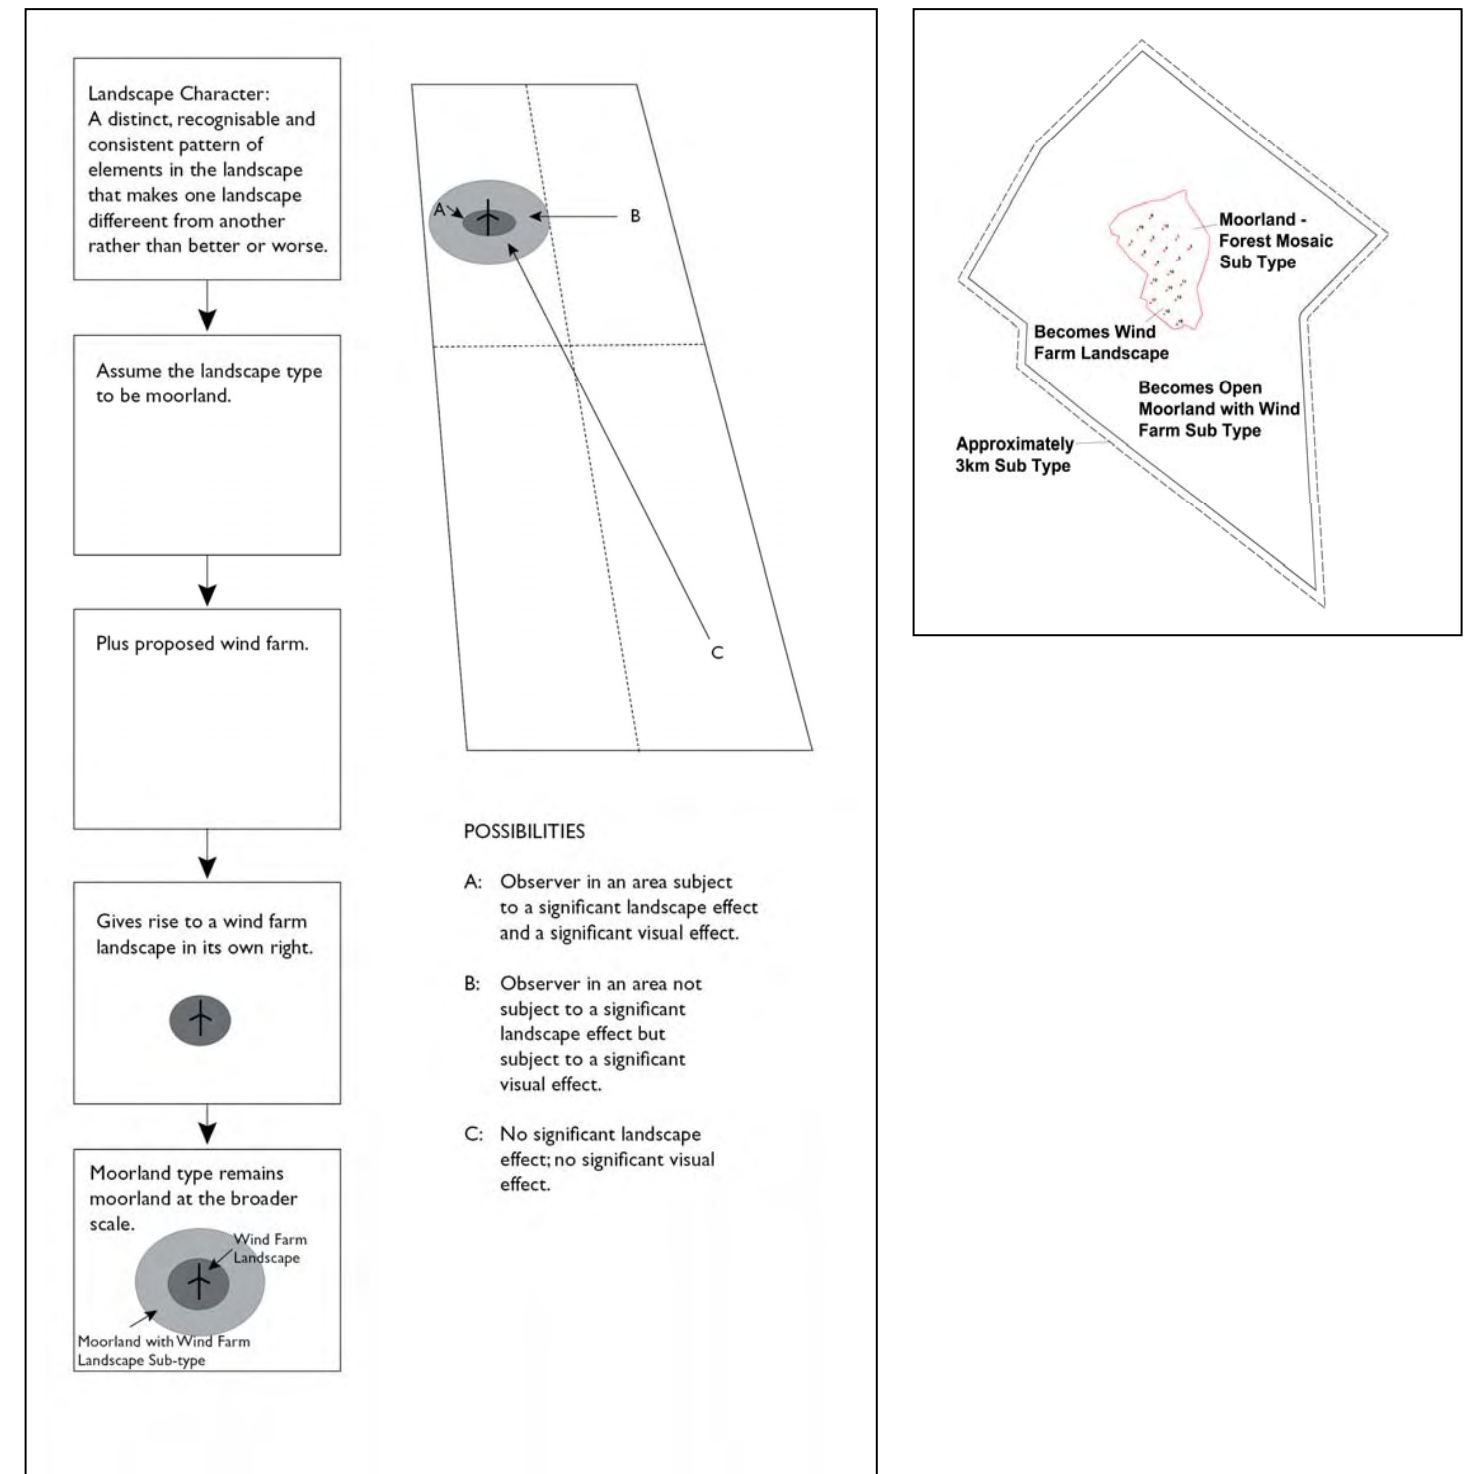 Landscape Character:
A distinct, recognisable and
consistent pattern of
elements in the landscape
that makes one landscape
differeent from another
rather than better or worse.
Assume the landscape type
to be moorland.
Plus proposed wind farm.
Gives rise to a wind farm
landscape in its own right.
Moorland type remains
moorland at the broader
scale.
Wind Farm
Landscape
Moorland with Wind Farm
Landscape Sub-type
A
B
C
POSSIBILITIES
A: Observer in an area subject
to a significant landscape effect
and a significant visual effect.
B: Observer in an area not
subject to a significant
landscape effect but
subject to a significant
visual effect.
C: No significant landscape
effect; no significant visual
effect.
Moorland -
Forest Mosaic
Sub Type
Becomes Wind
Farm Landscape
Becomes Open
Moorland with Wind
Farm Sub Type
Approximately
3km Sub Type